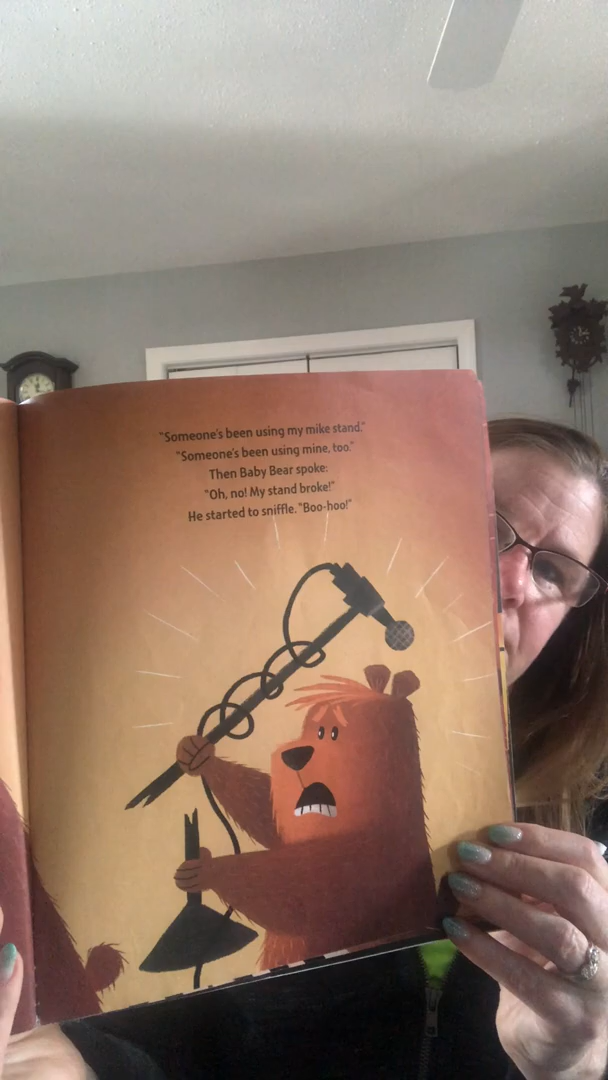 "Someone's been using my mike stand."
"Someone's been using mine, too."
Then Baby Bear spoke:
"Oh, no! My stand broke!"
He started to sniffle. "Boo-hoo!"